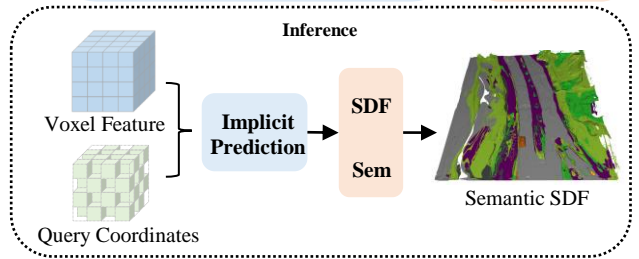 Inference
Voxel Feature
Query Coordinates
Implicit
Prediction
SDF
Sem
Semantic SDF